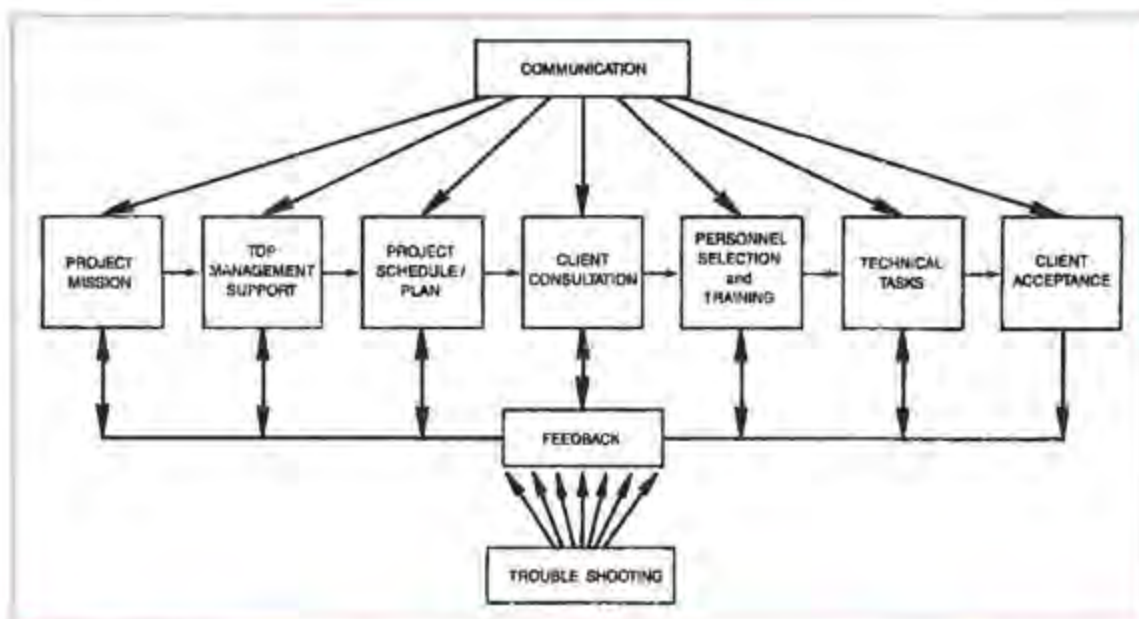 COMMUNICATION
PROJECT
MISSION
TOP
MANAGEMENT
SUPPORT
PROJECT
SCHEDULE /
PLAN
CLIENT
CONSULTATION
PERSONNEL
SELECTION
and
TRAINING
TECHNICAL
TASKS
CLIENT
ACCEPTANCE
FEEDBACK
TROUBLE SHOOTING